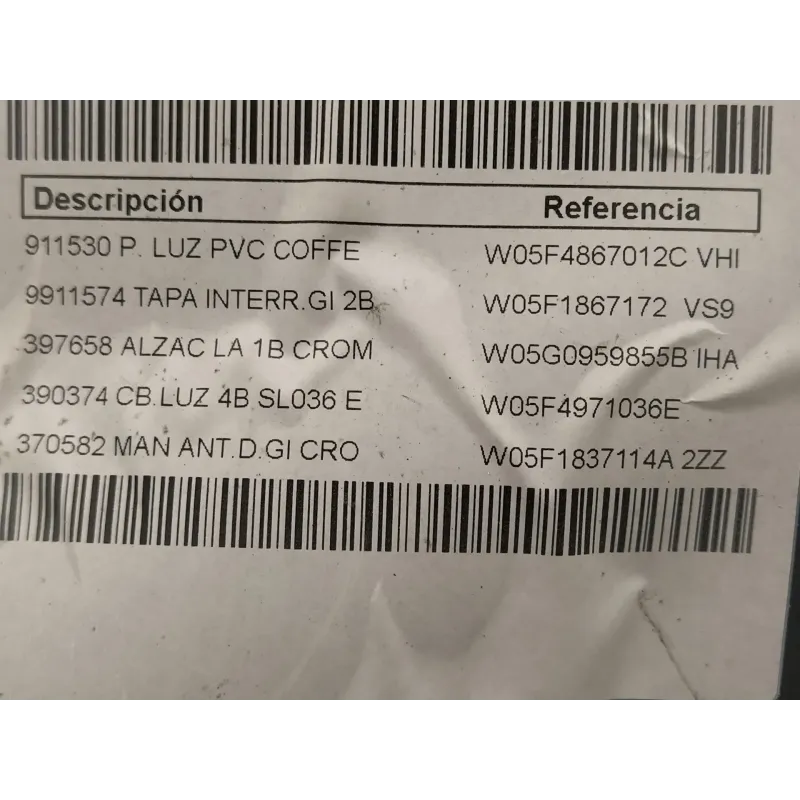 Descripción Referencia
911530 P. LUZ PVC COFFE W05F4867012C VHI
9911574 TAPA INTERR.GI 2B W05F1867172 VS9
397658 ALZAC LA 1B CROM W05G0959855B IHA
390374 CB.LUZ 4B SL036 E W05F4971036E
370582 MAN ANT.D.GI CRO W05F1837114A 2ZZ